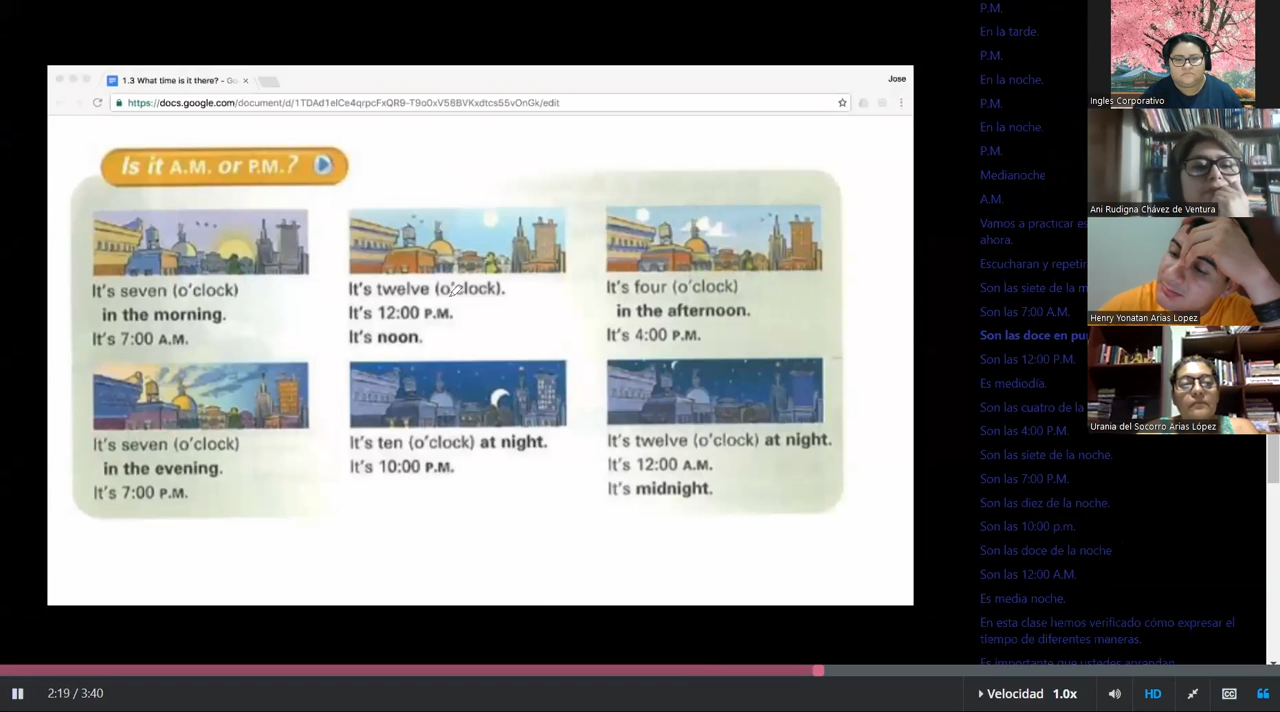 1.3 What time is it there? - Go
Jose
https://docs.google.com/document/d/1TDAd1eICe4qrpcFxQR9-T9o0xV5BBVKxdtcs55vOnGk/edit
Is it A.M. or P.M.?
It's seven (o'clock)
in the morning.
It's 7:00 A.M.
It's twelve (o'clock).
It's 12:00 P.M.
It's noon.
It's four (o'clock)
in the afternoon.
It's 4:00 P.M.
It's seven (o'clock)
in the evening.
It's 7:00 P.M.
It's ten (o'clock) at night.
It's 10:00 P.M.
It's twelve (o'clock) at night.
It's 12:00 A.M.
It's midnight.
P.M.
En la tarde.
P.M.
En la noche.
P.M.
En la noche.
P.M.
Medianoche
A.M.
Vamos a practicar
ahora.
Escucharan y
Son las siete de la
Son las 7:00 A.M.
Son las doce en
Son las 12:00 P.M.
Es mediodía.
Son las cuatro de la
Son las 4:00 P.M.
Son las siete de la noche.
Son las 7:00 P.M.
Son las diez de la noche.
Son las 10:00 p.m.
Son las doce de la noche
Son las 12:00 A.M.
Es media noche.
En esta clase hemos verificado cómo expresar el
tiempo de diferentes maneras.
Es importante que ustedes aprendan
Ingles Corporativo
Ani Rudigna Chávez de Ventura
Henry Yonatan Arias Lopez
Urania del Socorro Arias López
2:19 / 3:40
Velocidad 1.0x
HD
CC